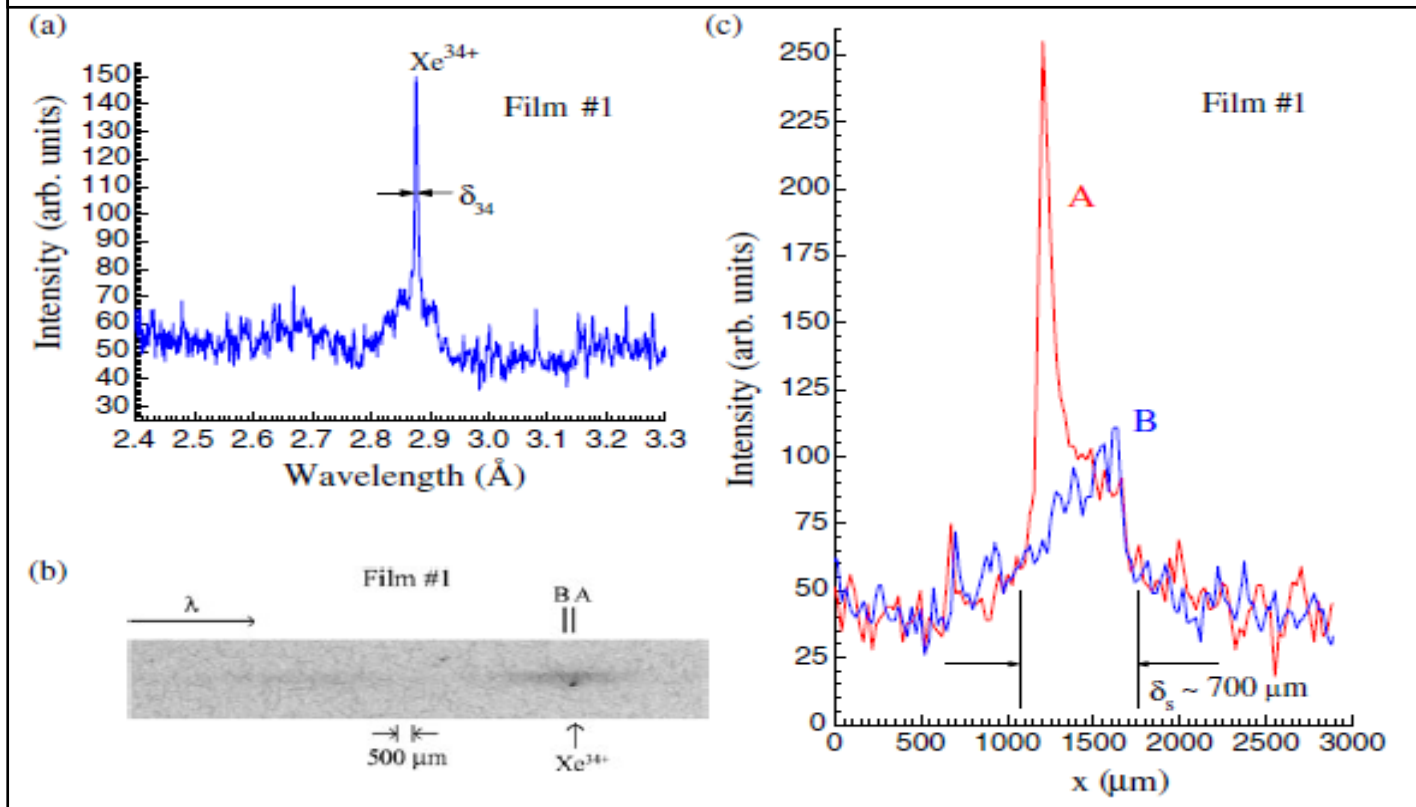 (a)
Xe34+
Film #1
δ34
Intensity (arb. units)
150
140
130
120
110
100
90
80
70
60
50
40
30
2.4 2.5 2.6 2.7 2.8 2.9 3.0 3.1 3.2 3.3
Wavelength (Å)
(b)
Film #1
B A
λ
500 μm
Xe34+
(c)
Film #1
A
B
δs ~ 700 μm
Intensity (arb. units)
250
225
200
175
150
125
100
75
50
25
0
0 500 1000 1500 2000 2500 3000
x (μm)